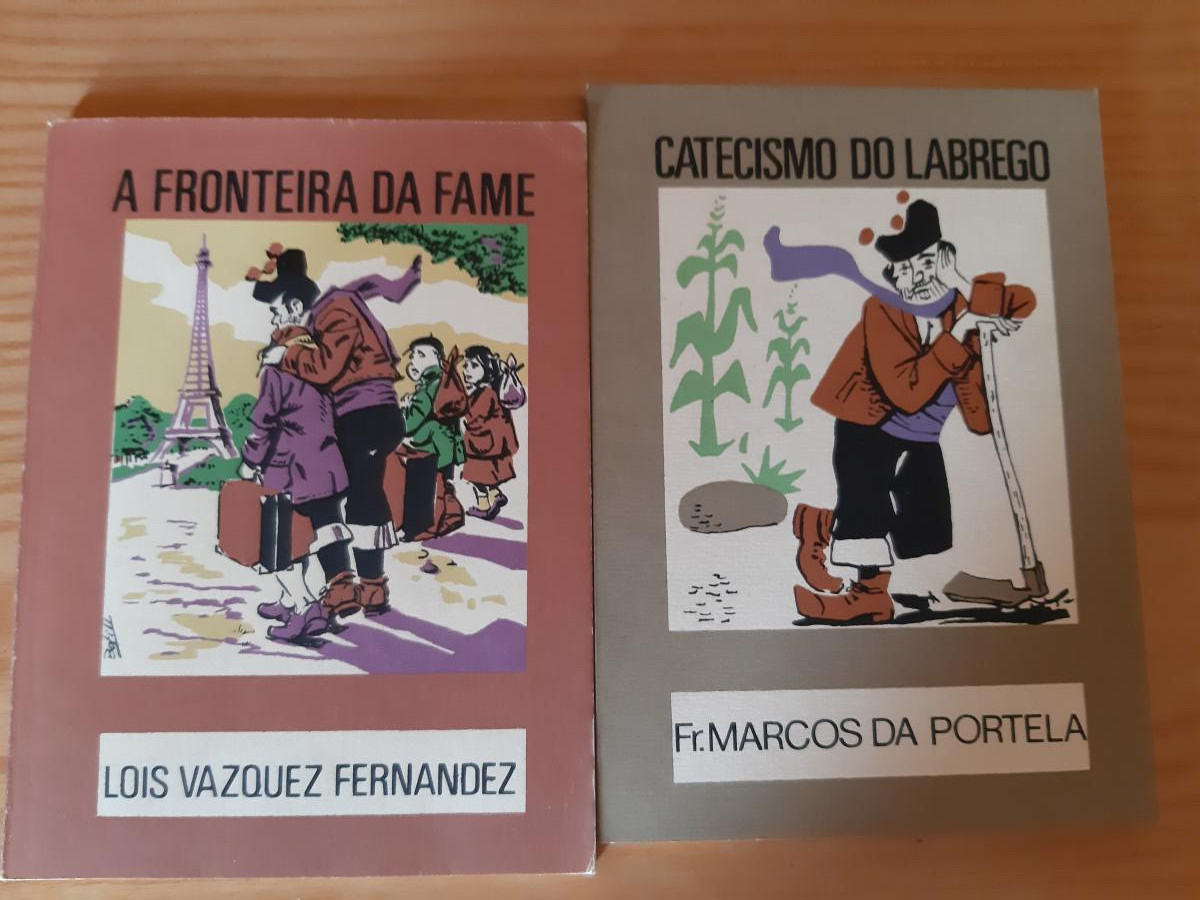 A FRONTEIRA DA FAME
LOIS VAZQUEZ FERNANDEZ
CATECISMO DO LABREGO
Fr. MARCOS DA PORTELA